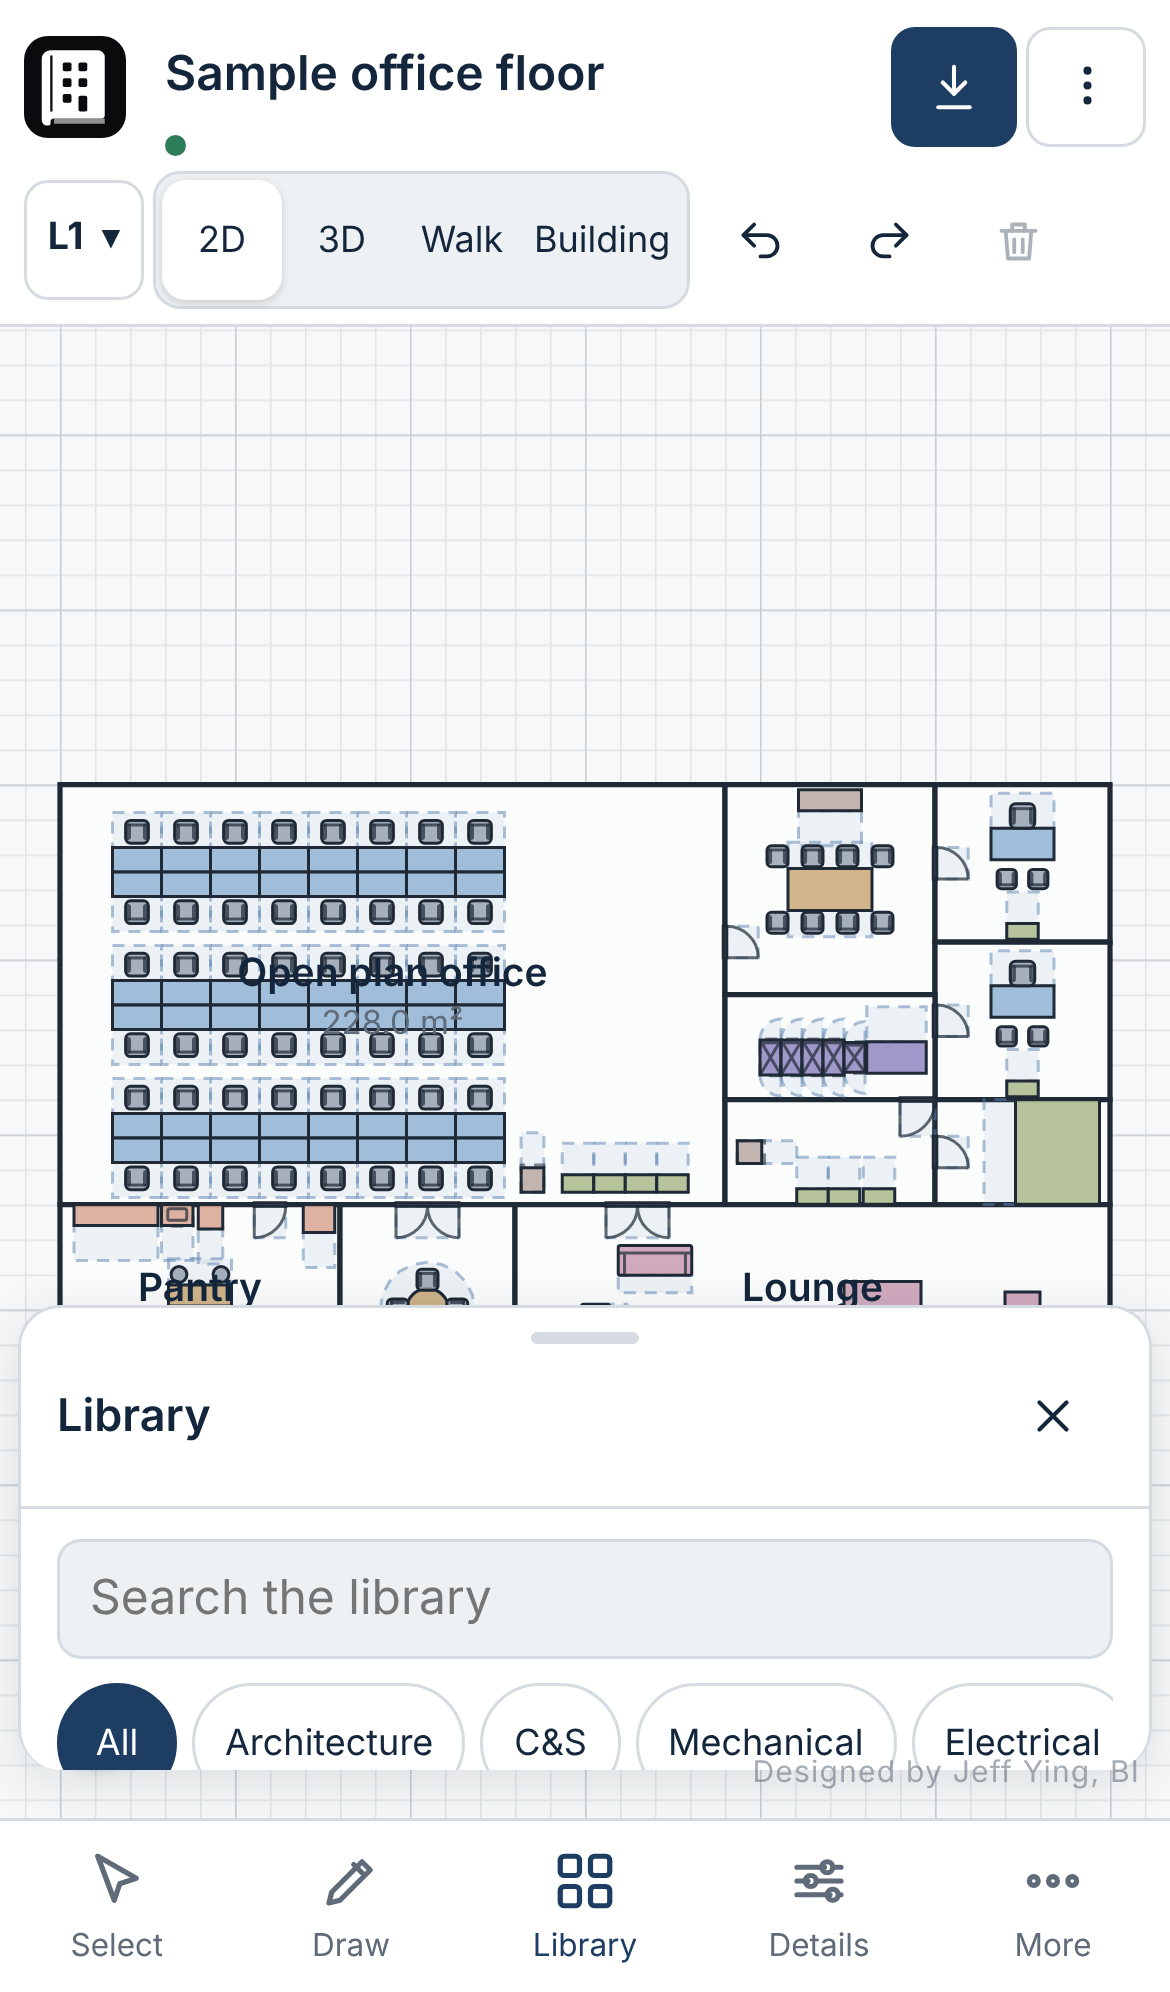 Sample office floor
L1 ▼
2D 3D Walk Building
Open plan office
228.0 m²
Pantry
Lounge
Library
Search the library
All Architecture C&S Mechanical Electrical
Designed by Jeff Ying, BI
Select Draw Library Details More